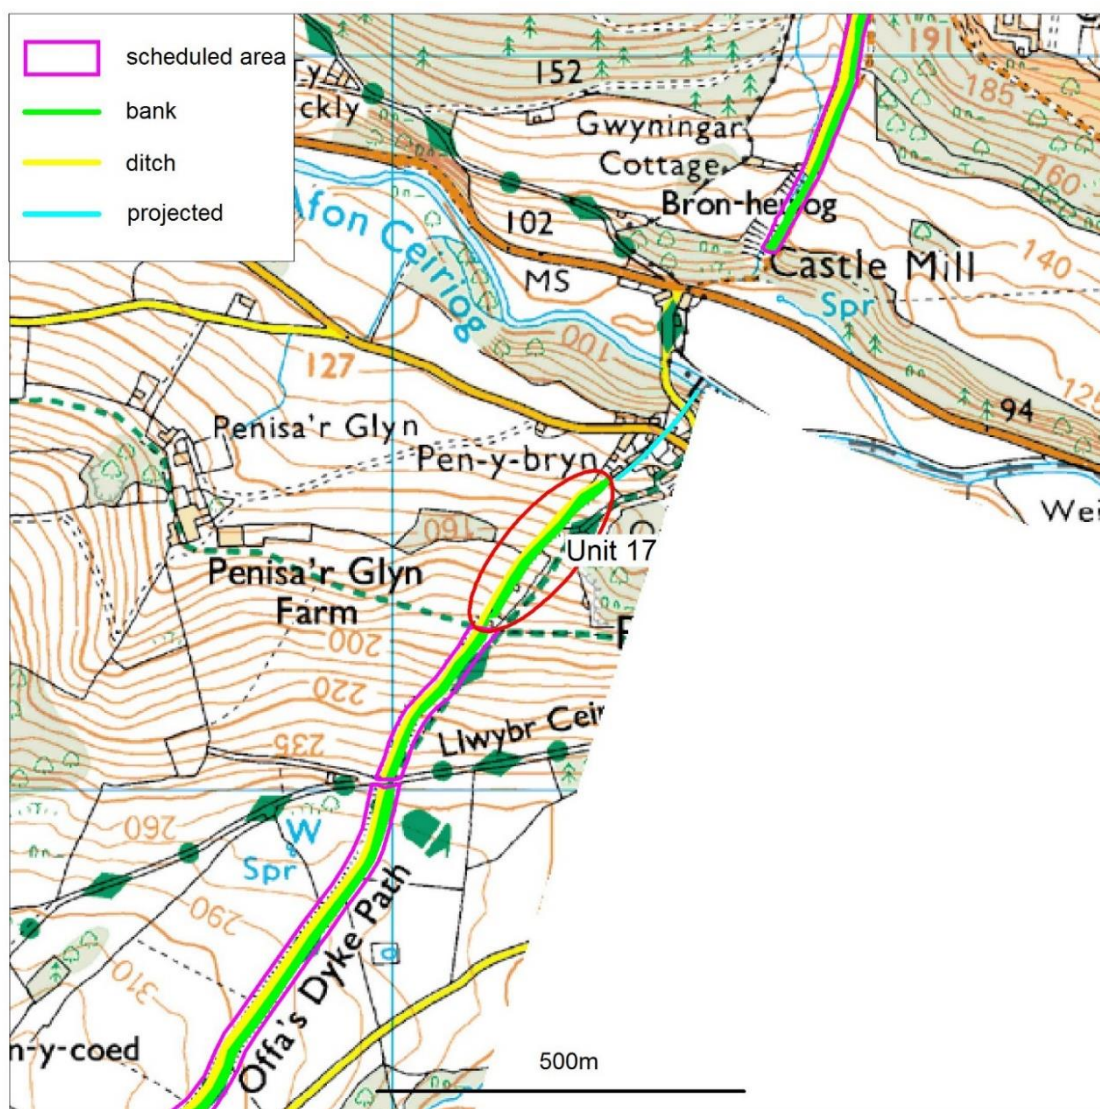 scheduled area
bank
ditch
projected
ckly
152
191
185
Gwyningar
Cottage
160
Bron-herrog
Afon Ceiriog
102
Castle Mill
140
MS
Spr
100
125
127
94
Penisa'r Glyn
Pen-y-bryn
Wei
160
Unit 17
Penisa'r Glyn
Farm
200
220
Llwybr Ceir
235
260
W
Spr
290
Offa's Dyke Path
310
n-y-coed
500m